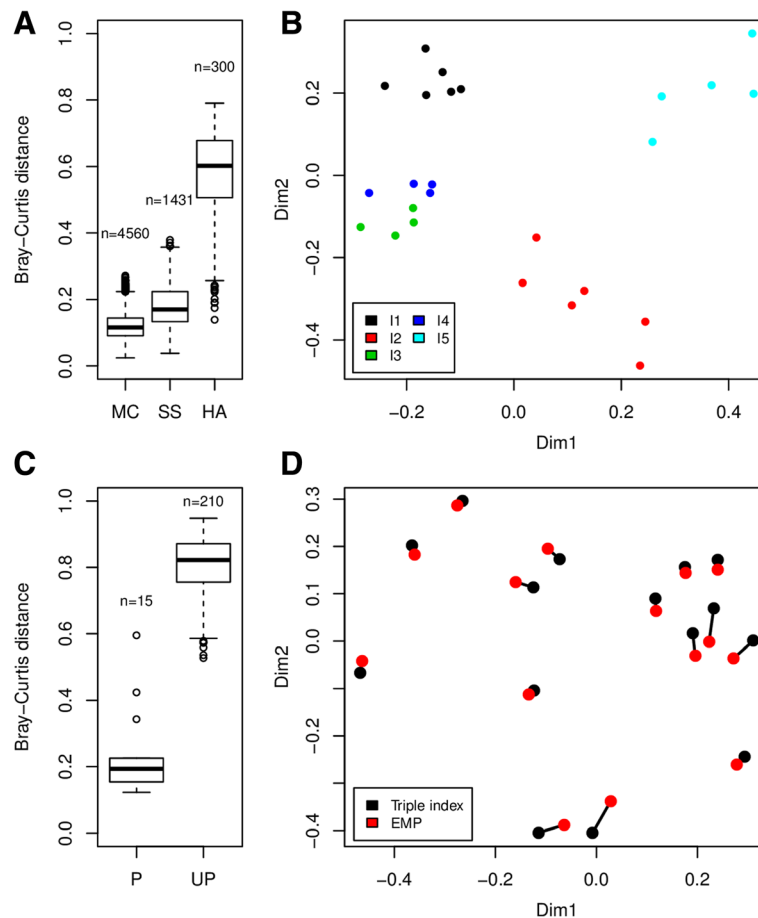 A
Bray−Curtis distance
0.0 0.2 0.4 0.6 0.8 1.0
n=4560
n=1431
n=300
MC SS HA
B
Dim2
−0.4 −0.2 0.0 0.2
I1 I4
I2 I5
I3
−0.2 0.0 0.2 0.4
Dim1
C
Bray−Curtis distance
0.0 0.2 0.4 0.6 0.8 1.0
n=15
n=210
P UP
D
Dim2
−0.4 −0.2 0.0 0.1 0.2 0.3
Triple index
EMP
−0.4 −0.2 0.0 0.2
Dim1